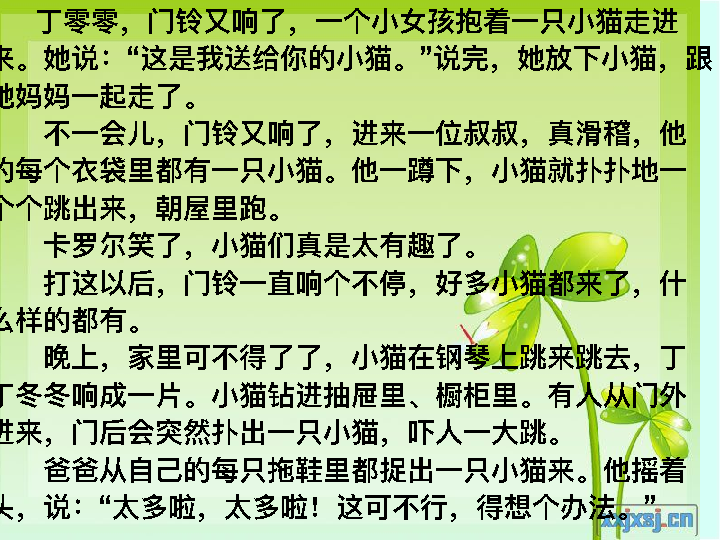 丁零零，门铃又响了，一个小女孩抱着一只小猫走进
来。她说：“这是我送给你的小猫。”说完，她放下小猫，跟
她妈妈一起走了。
不一会儿，门铃又响了，进来一位叔叔，真滑稽，他
的每个衣袋里都有一只小猫。他一蹲下，小猫就扑扑地一
个个跳出来，朝屋里跑。
卡罗尔笑了，小猫们真是太有趣了。
打这以后，门铃一直响个不停，好多小猫都来了，什
么样的都有。
晚上，家里可不得了了，小猫在钢琴上跳来跳去，丁
丁冬冬响成一片。小猫钻进抽屉里、橱柜里。有人从门外
进来，门后会突然扑出一只小猫，吓人一大跳。
爸爸从自己的每只拖鞋里都捉出一只小猫来。他摇着
头，说：“太多啦，太多啦！这可不行，得想个办法。”
xxjxsj.cn